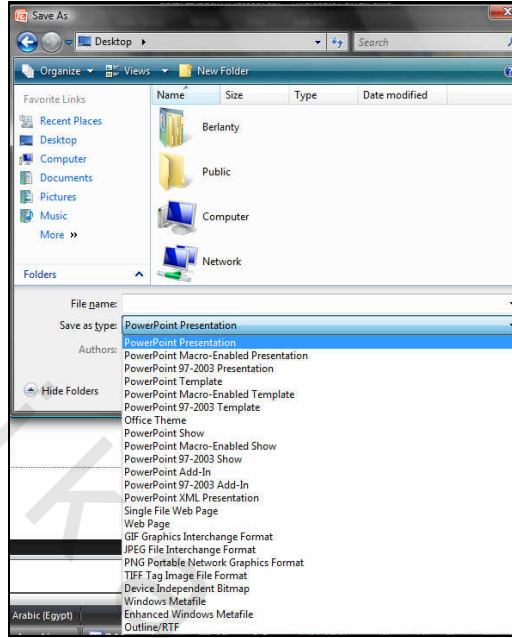 Save As
Desktop
Search
Organize
Views
New Folder
Favorite Links
Name
Size
Type
Date modified
Recent Places
Desktop
Computer
Documents
Pictures
Music
More »
Folders
Berlanty
Public
Computer
Network
File name:
Save as type: PowerPoint Presentation
Authors:
Hide Folders
PowerPoint Presentation
PowerPoint Macro-Enabled Presentation
PowerPoint 97-2003 Presentation
PowerPoint Template
PowerPoint Macro-Enabled Template
PowerPoint 97-2003 Template
Office Theme
PowerPoint Show
PowerPoint Macro-Enabled Show
PowerPoint 97-2003 Show
PowerPoint Add-In
PowerPoint 97-2003 Add-In
PowerPoint XML Presentation
Single File Web Page
Web Page
GIF Graphics Interchange Format
JPEG File Interchange Format
PNG Portable Network Graphics Format
TIFF Tag Image File Format
Device Independent Bitmap
Windows Metafile
Enhanced Windows Metafile
Outline/RTF
Arabic (Egypt)